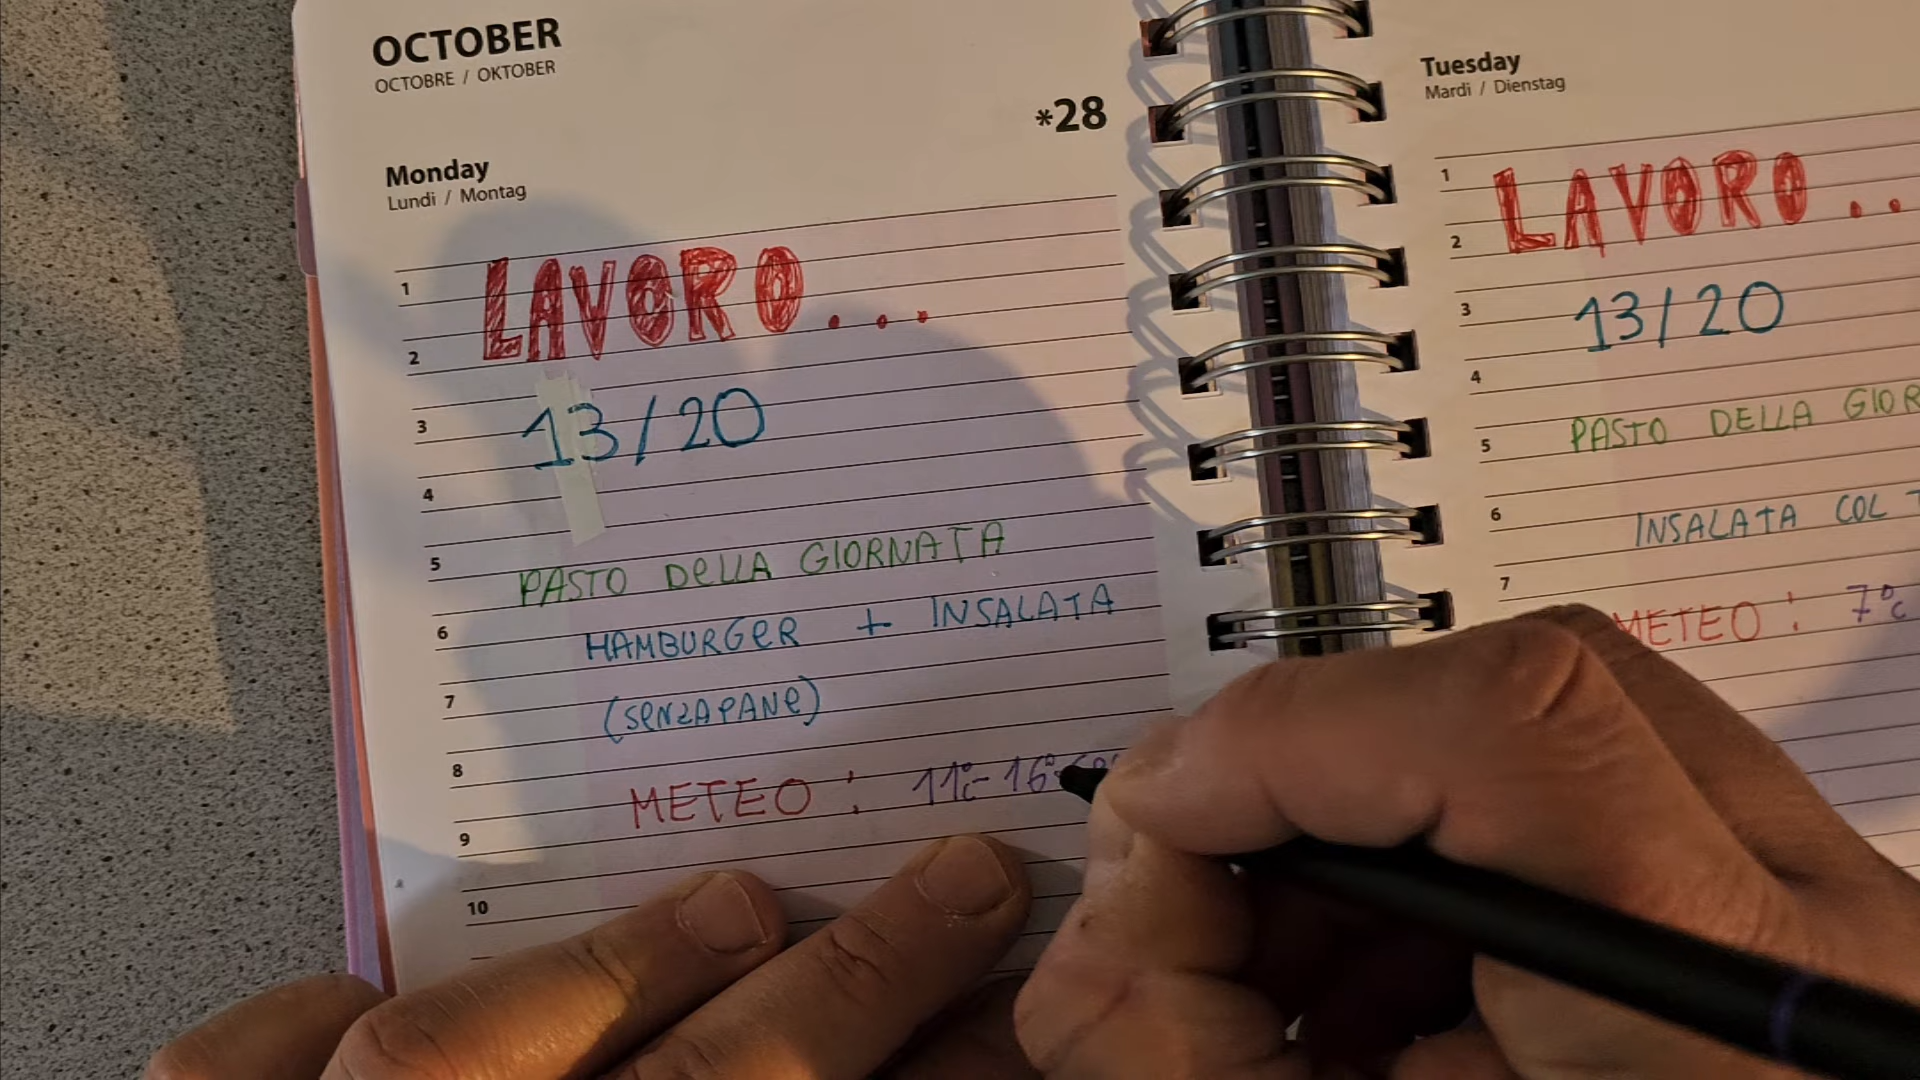 OCTOBER
OCTOBRE / OKTOBER
*28
Monday
Lundi / Montag
1
LAVORO...
2
3
13/20
4
5
PASTO DELLA GIORNATA
6
HAMBURGER + INSALATA
7
(SENZA PANE)
8
METEO : 11°C - 16°
9
10
Tuesday
Mardi / Dienstag
1
LAVORO..
2
3
13/20
4
5
PASTO DELLA
6
INSALATA COL
7
METEO : 7°C